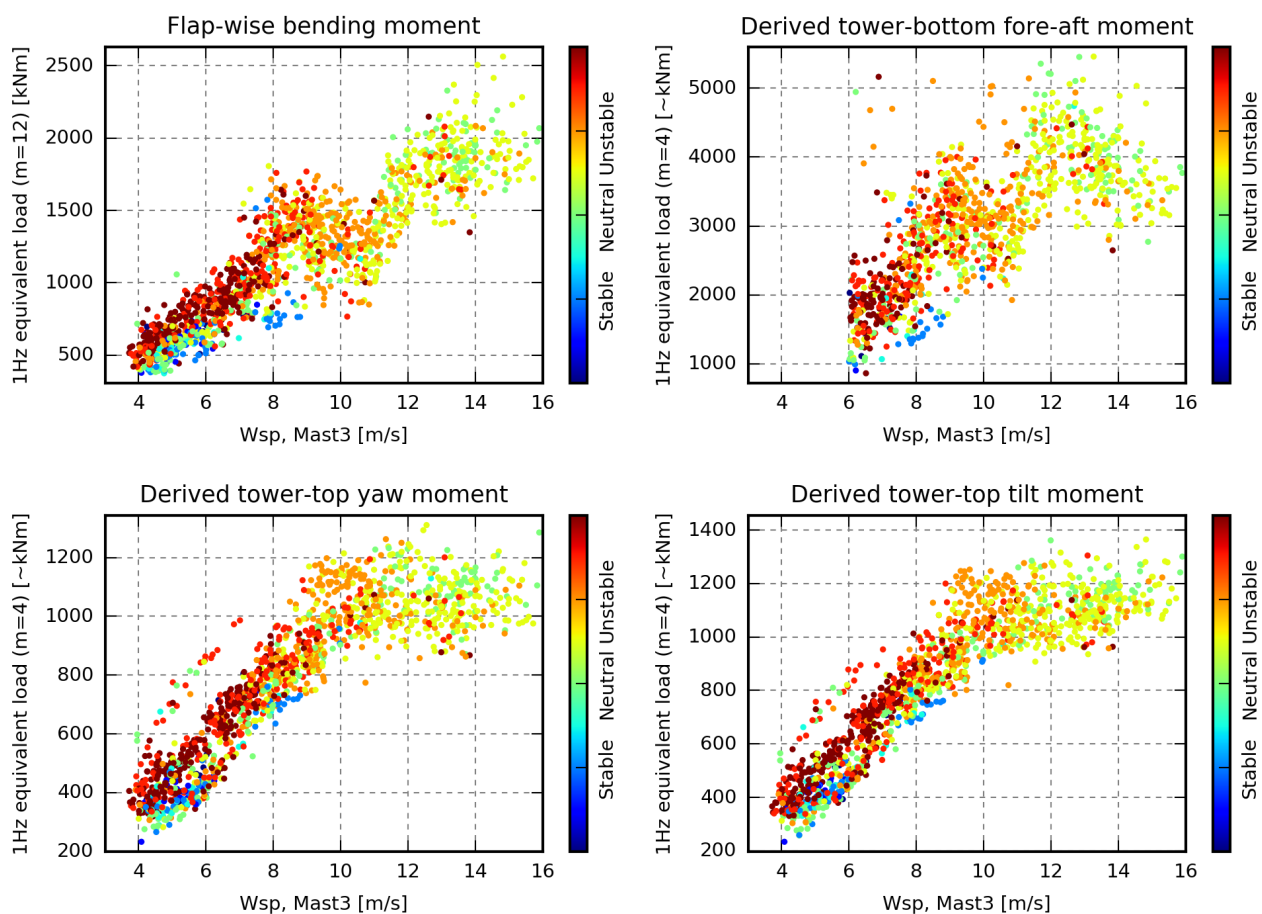 Flap-wise bending moment
1Hz equivalent load (m=12) [kNm]
2500
2000
1500
1000
500
4 6 8 10 12 14 16
Wsp, Mast3 [m/s]
Stable Neutral Unstable
Derived tower-bottom fore-aft moment
1Hz equivalent load (m=4) [~kNm]
5000
4000
3000
2000
1000
4 6 8 10 12 14 16
Wsp, Mast3 [m/s]
Stable Neutral Unstable
Derived tower-top yaw moment
1Hz equivalent load (m=4) [~kNm]
1200
1000
800
600
400
200
4 6 8 10 12 14 16
Wsp, Mast3 [m/s]
Stable Neutral Unstable
Derived tower-top tilt moment
1Hz equivalent load (m=4) [~kNm]
1400
1200
1000
800
600
400
200
4 6 8 10 12 14 16
Wsp, Mast3 [m/s]
Stable Neutral Unstable